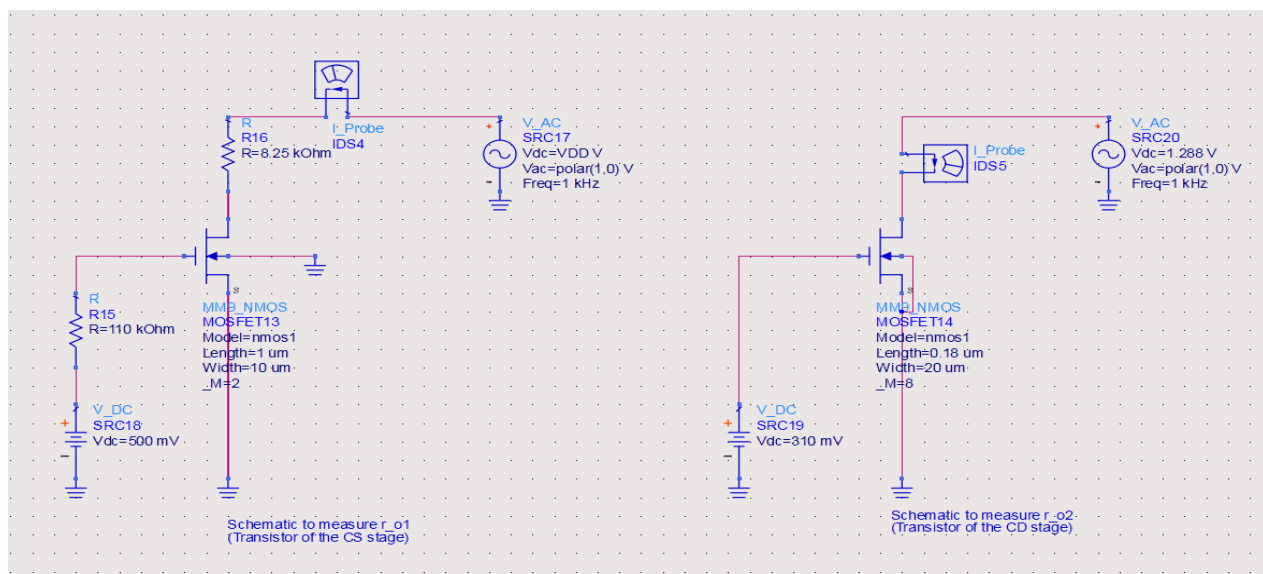 I_Probe
IDS4
R
R16
R=8.25 kOhm
V_AC
SRC17
Vdc=VDD V
Vac=polar(1,0) V
Freq=1 kHz
+
-
R
R15
R=110 kOhm
s
MM9_NMOS
MOSFET13
Model=nmos1
Length=1 um
Width=10 um
_M=2
V_DC
SRC18
Vdc=500 mV
+
-
Schematic to measure r_o1
(Transistor of the CS stage)
V_AC
SRC20
Vdc=1.288 V
Vac=polar(1,0) V
Freq=1 kHz
+
-
I_Probe
IDS5
s
MM9_NMOS
MOSFET14
Model=nmos1
Length=0.18 um
Width=20 um
_M=8
V_DC
SRC19
Vdc=310 mV
+
-
Schematic to measure r_o2
(Transistor of the CD stage)